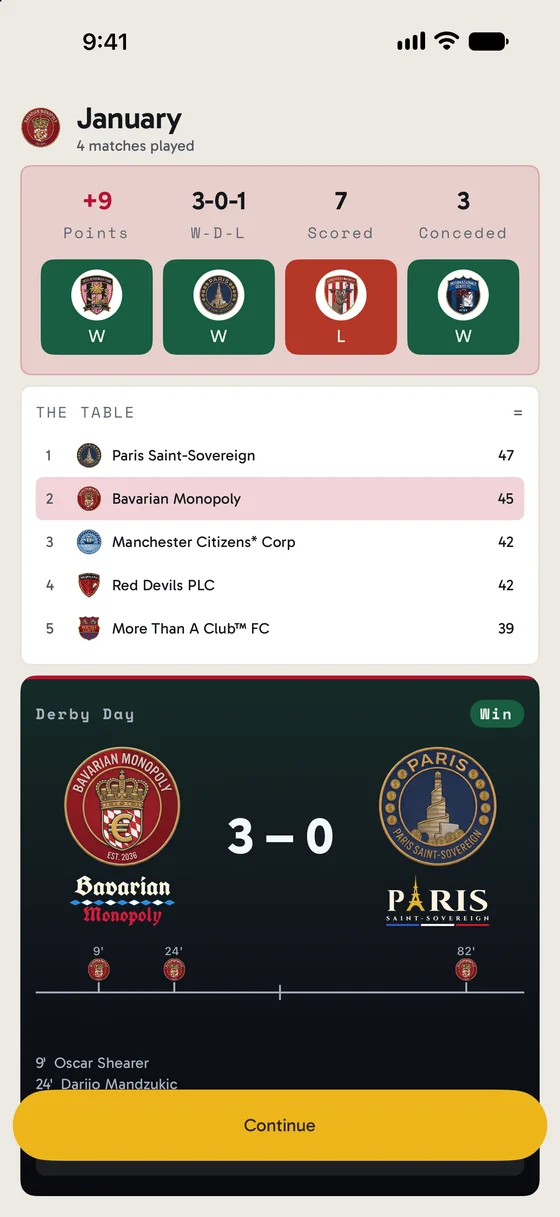 9:41
January
4 matches played
+9 3-0-1 7 3
Points W-D-L Scored Conceded
W W L W
THE TABLE =
1 Paris Saint-Sovereign 47
2 Bavarian Monopoly 45
3 Manchester Citizens* Corp 42
4 Red Devils PLC 42
5 More Than A Club™ FC 39
Derby Day Win
BAVARIAN MONOPOLY
€
EST. 2036
3 – 0
PARIS
PARIS SAINT-SOVEREIGN
Bavarian
Monopoly
PARIS
SAINT-SOVEREIGN
9' 24' 82'
9' Oscar Shearer
24' Darijo Mandzukic
Continue